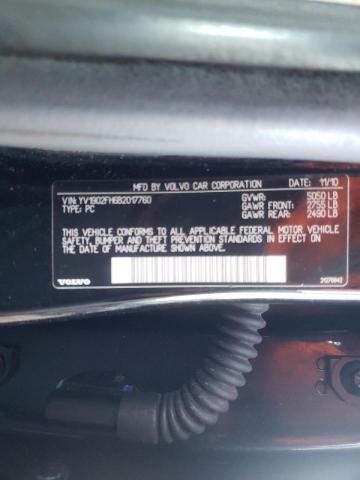 MFD BY VOLVO CAR CORPORATION DATE: 11/10
VIN: YV1902FH6B2017760 GVWR: 5050 LB
TYPE: PC GAWR FRONT: 2755 LB
GAWR REAR: 2490 LB
THIS VEHICLE CONFORMS TO ALL APPLICABLE FEDERAL MOTOR VEHICLE
SAFETY, BUMPER, AND THEFT PREVENTION STANDARDS IN EFFECT ON THE
DATE OF MANUFACTURE SHOWN ABOVE.
VOLVO